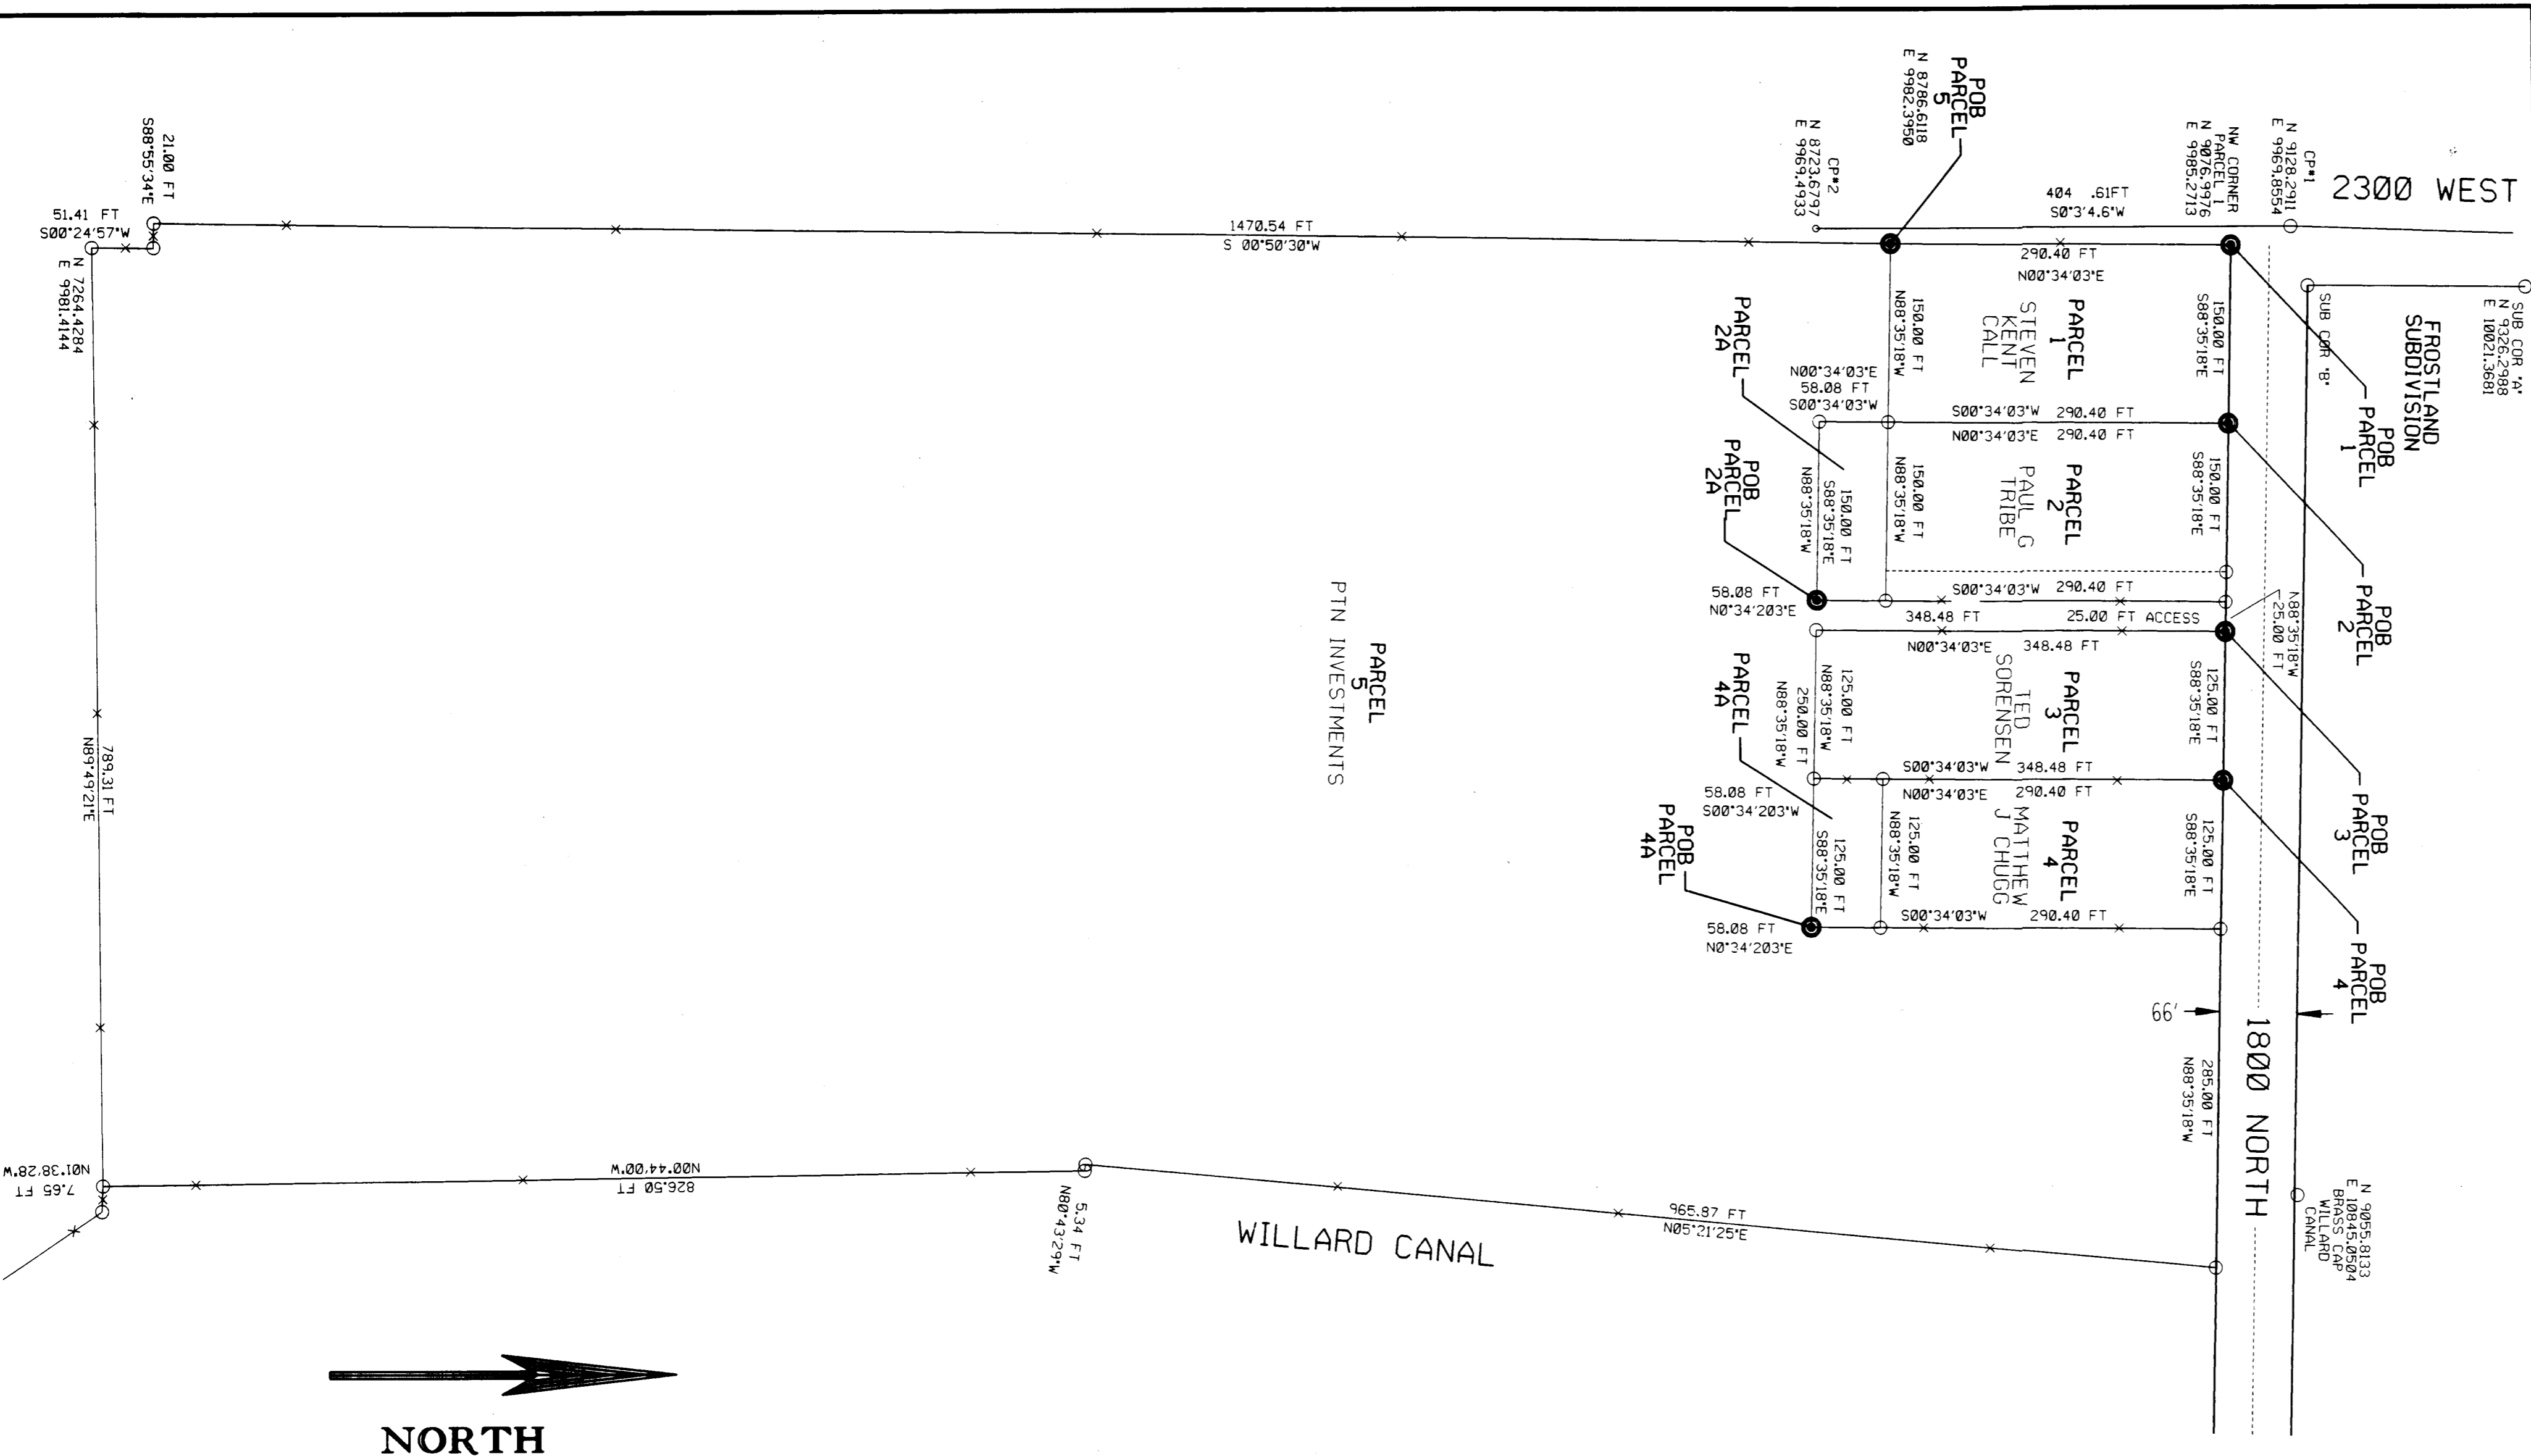 2300 WEST
CP#1
N 9128.2911
E 9969.8554
NW CORNER
PARCEL 1
N 9076.9976
E 9985.2713
404 .61FT
S0°3'4.6"W
CP#2
N 8723.6797
E 9969.4933
POB
PARCEL
5
N 8786.6118
E 9982.3950
1470.54 FT
S 00°50'30"W
21.00 FT
S88°55'34"E
51.41 FT
S00°24'57"W
N 7264.4284
E 9981.4144
SUB COR "A"
N 9326.2988
E 10021.3681
SUB COR "B"
FROSTLAND
SUBDIVISION
POB
PARCEL
1
POB
PARCEL
2
POB
PARCEL
3
POB
PARCEL
4
290.40 FT
N00°34'03"E
150.00 FT
S88°35'18"E
PARCEL
1
STEVEN
KENT
CALL
150.00 FT
N88°35'18"W
S00°34'03"W 290.40 FT
N00°34'03"E 290.40 FT
N00°34'03"E
58.08 FT
S00°34'03"W
PARCEL
2A
150.00 FT
S88°35'18"E
PARCEL
2
PAUL G
TRIBE
150.00 FT
N88°35'18"W
150.00 FT
S88°35'18"E
N88°35'18"W
POB
PARCEL
2A
S00°34'03"W 290.40 FT
58.08 FT
N0°34'203"E
348.48 FT
25.00 FT ACCESS
N88°35'18"W
25.00 FT
N00°34'03"E 348.48 FT
125.00 FT
S88°35'18"E
PARCEL
3
TED
SORENSEN
125.00 FT
N88°35'18"W
250.00 FT
N88°35'18"W
PARCEL
4A
S00°34'03"W 348.48 FT
N00°34'03"E 290.40 FT
58.08 FT
S00°34'203"W
125.00 FT
S88°35'18"E
PARCEL
4
MATTHEW
J CHUGG
125.00 FT
N88°35'18"W
125.00 FT
S88°35'18"E
POB
PARCEL
4A
S00°34'03"W 290.40 FT
58.08 FT
N0°34'203"E
66'
1800 NORTH
285.00 FT
N88°35'18"W
N 9055.8133
E 10845.0504
BRASS CAP
WILLARD
CANAL
PARCEL
5
PTN INVESTMENTS
789.31 FT
N89°49'21"E
7.65 FT
N01°38'28"W
826.50 FT
N00°44'00"W
5.34 FT
N80°43'29"W
965.87 FT
N05°21'25"E
WILLARD CANAL
NORTH